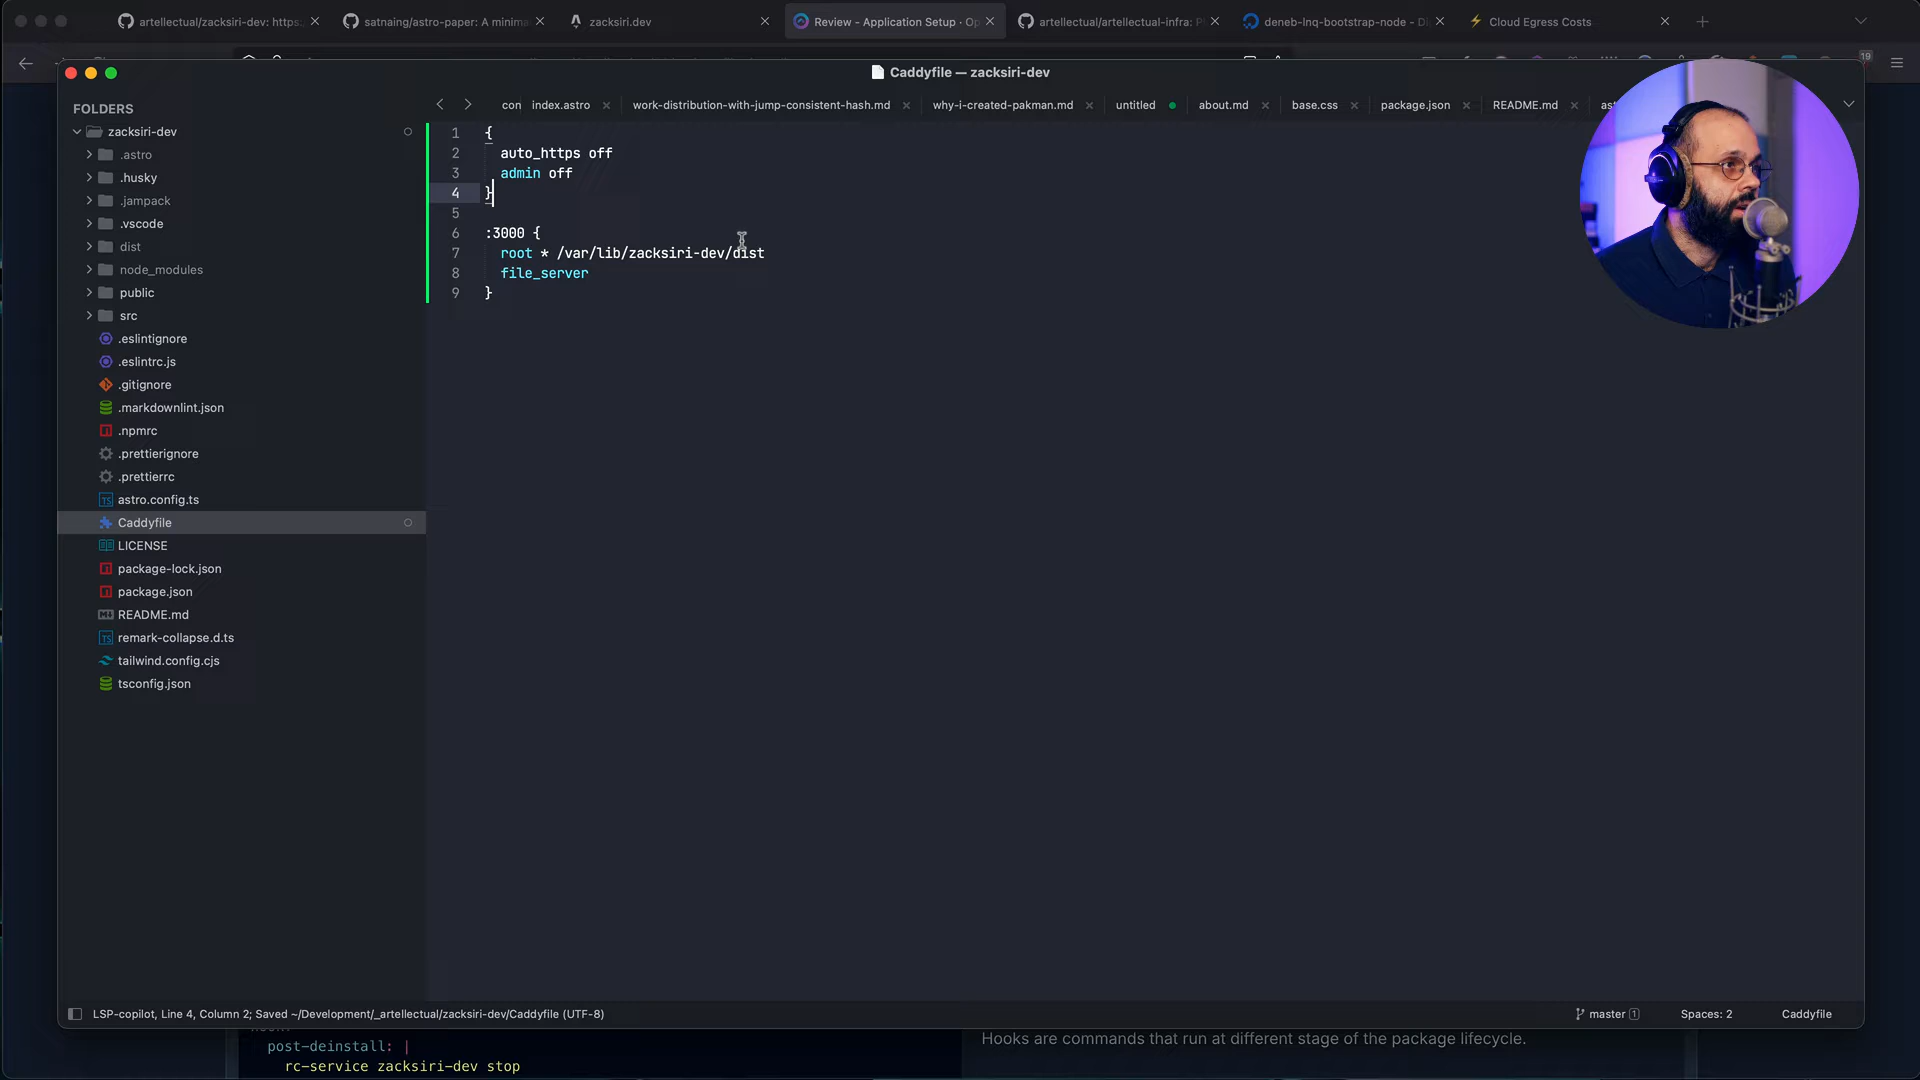 artellectual/zacksiri-dev: https:
satnaing/astro-paper: A minima
zacksiri.dev
Review - Application Setup · Op
artellectual/artellectual-infra: P
deneb-lnq-bootstrap-node - Di
Cloud Egress Costs
19
Caddyfile — zacksiri-dev
FOLDERS
zacksiri-dev
.astro
.husky
.jampack
.vscode
dist
node_modules
public
src
.eslintignore
.eslintrc.js
.gitignore
.markdownlint.json
.npmrc
.prettierignore
.prettierrc
astro.config.ts
Caddyfile
LICENSE
package-lock.json
package.json
README.md
remark-collapse.d.ts
tailwind.config.cjs
tsconfig.json
con
index.astro
work-distribution-with-jump-consistent-hash.md
why-i-created-pakman.md
untitled
about.md
base.css
package.json
README.md
as
1 {
2 auto_https off
3 admin off
4 }
5
6 :3000 {
7 root * /var/lib/zacksiri-dev/dist
8 file_server
9 }
LSP-copilot, Line 4, Column 2; Saved ~/Development/_artellectual/zacksiri-dev/Caddyfile (UTF-8)
master 1
Spaces: 2
Caddyfile
post-deinstall: |
rc-service zacksiri-dev stop
Hooks are commands that run at different stage of the package lifecycle.